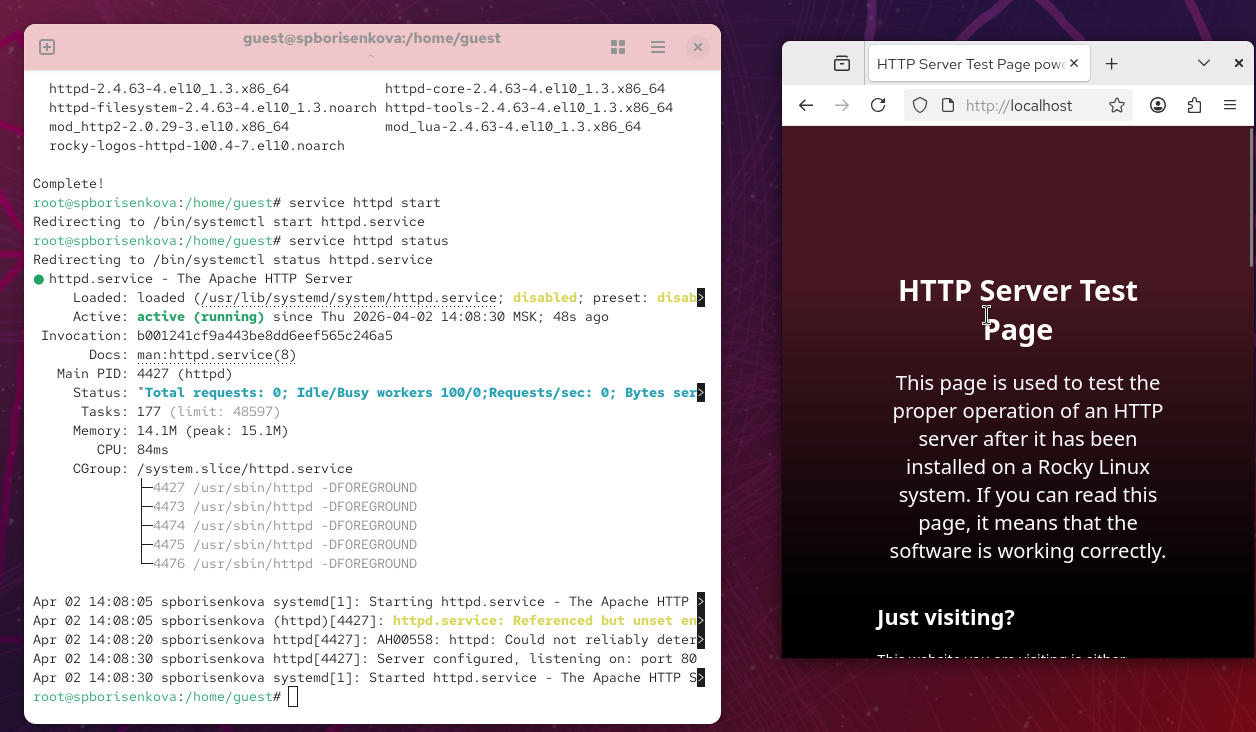 guest@spborisenkova:/home/guest
~
httpd-2.4.63-4.el10_1.3.x86_64 httpd-core-2.4.63-4.el10_1.3.x86_64
httpd-filesystem-2.4.63-4.el10_1.3.noarch httpd-tools-2.4.63-4.el10_1.3.x86_64
mod_http2-2.0.29-3.el10.x86_64 mod_lua-2.4.63-4.el10_1.3.x86_64
rocky-logos-httpd-100.4-7.el10.noarch
Complete!
root@spborisenkova:/home/guest# service httpd start
Redirecting to /bin/systemctl start httpd.service
root@spborisenkova:/home/guest# service httpd status
Redirecting to /bin/systemctl status httpd.service
● httpd.service - The Apache HTTP Server
Loaded: loaded (/usr/lib/systemd/system/httpd.service; disabled; preset: disab>
Active: active (running) since Thu 2026-04-02 14:08:30 MSK; 48s ago
Invocation: b001241cf9a443be8dd6eef565c246a5
Docs: man:httpd.service(8)
Main PID: 4427 (httpd)
Status: "Total requests: 0; Idle/Busy workers 100/0;Requests/sec: 0; Bytes ser>
Tasks: 177 (limit: 48597)
Memory: 14.1M (peak: 15.1M)
CPU: 84ms
CGroup: /system.slice/httpd.service
├─4427 /usr/sbin/httpd -DFOREGROUND
├─4473 /usr/sbin/httpd -DFOREGROUND
├─4474 /usr/sbin/httpd -DFOREGROUND
├─4475 /usr/sbin/httpd -DFOREGROUND
└─4476 /usr/sbin/httpd -DFOREGROUND
Apr 02 14:08:05 spborisenkova systemd[1]: Starting httpd.service - The Apache HTTP >
Apr 02 14:08:05 spborisenkova (httpd)[4427]: httpd.service: Referenced but unset en>
Apr 02 14:08:20 spborisenkova httpd[4427]: AH00558: httpd: Could not reliably deter>
Apr 02 14:08:30 spborisenkova httpd[4427]: Server configured, listening on: port 80
Apr 02 14:08:30 spborisenkova systemd[1]: Started httpd.service - The Apache HTTP S>
root@spborisenkova:/home/guest#
HTTP Server Test Page powe
http://localhost
HTTP Server Test
Page
This page is used to test the
proper operation of an HTTP
server after it has been
installed on a Rocky Linux
system. If you can read this
page, it means that the
software is working correctly.
Just visiting?
This website you are visiting is either